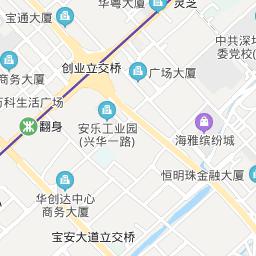 华粤大厦
灵芝
宝通大厦
中共深圳
委党校(
创业立交桥
广场大厦
商务大厦
万科生活广场
翻身
安乐工业园
(兴华一路)
海雅缤纷城
恒明珠金融大厦
华创达中心
商务大厦
宝安大道立交桥